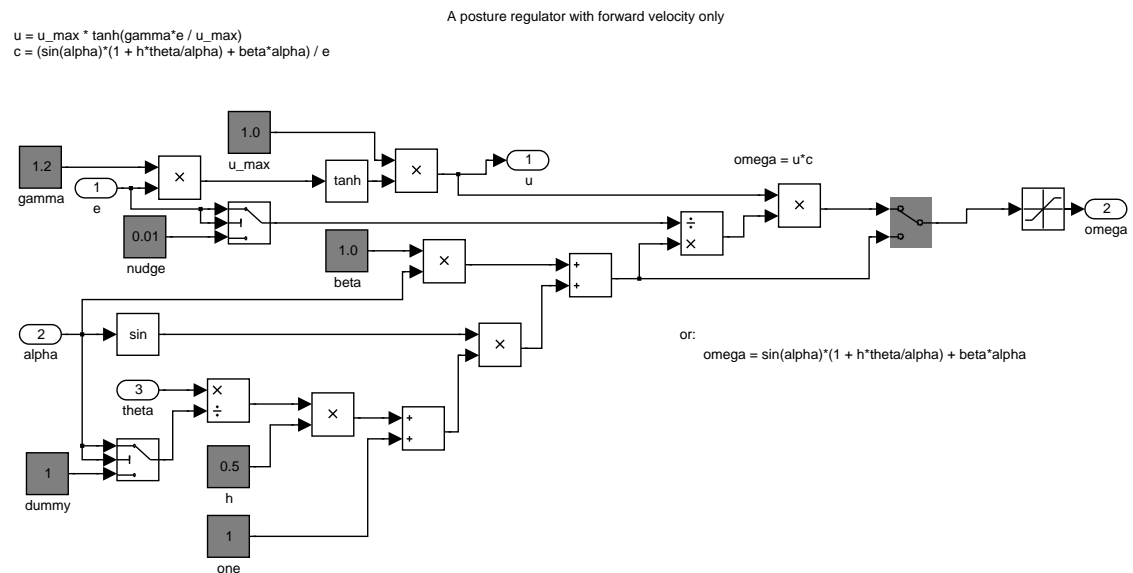 A posture regulator with forward velocity only
u = u_max * tanh(gamma*e / u_max)
c = (sin(alpha)*(1 + h*theta/alpha) + beta*alpha) / e
1.0
u_max
1.2
gamma
1
e
×
tanh
×
1
u
omega = u*c
0.01
nudge
÷
×
×
2
omega
1.0
beta
×
+
+
2
alpha
sin
×
or:
omega = sin(alpha)*(1 + h*theta/alpha) + beta*alpha
3
theta
×
÷
×
+
+
1
dummy
0.5
h
1
one